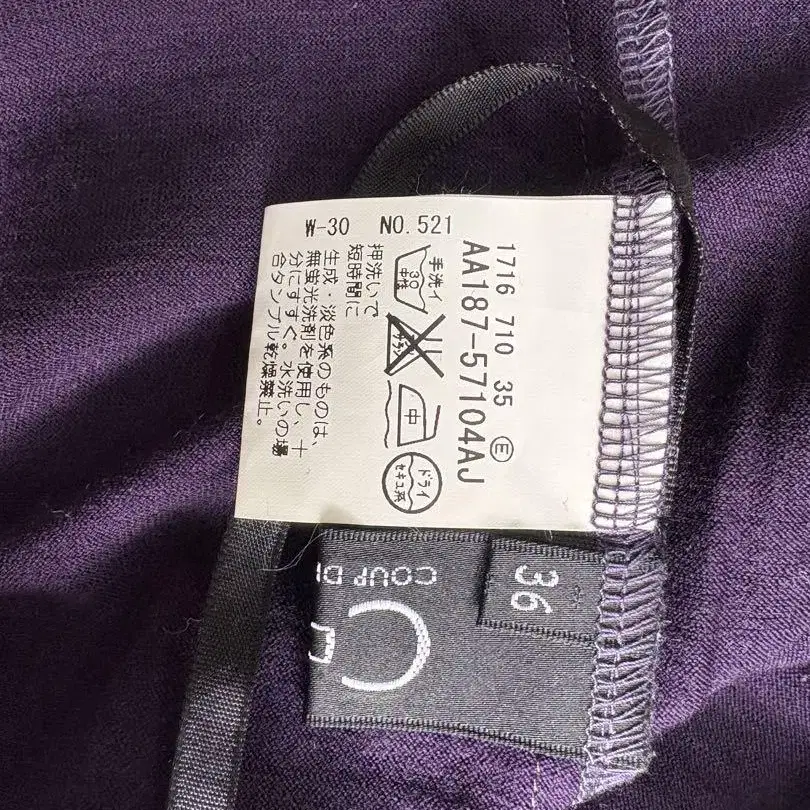 1716 710 35 Ⓔ
AA187-57104AJ
手洗イ
30
中性
中
ドライ
セキユ系
押洗いで
短時間に
生成・淡色系のものは、
無蛍光洗剤を使用し、十
分にすすぐ。水洗いの場
合タンブル乾燥禁止。
W-30 NO.521
36
COUP DE